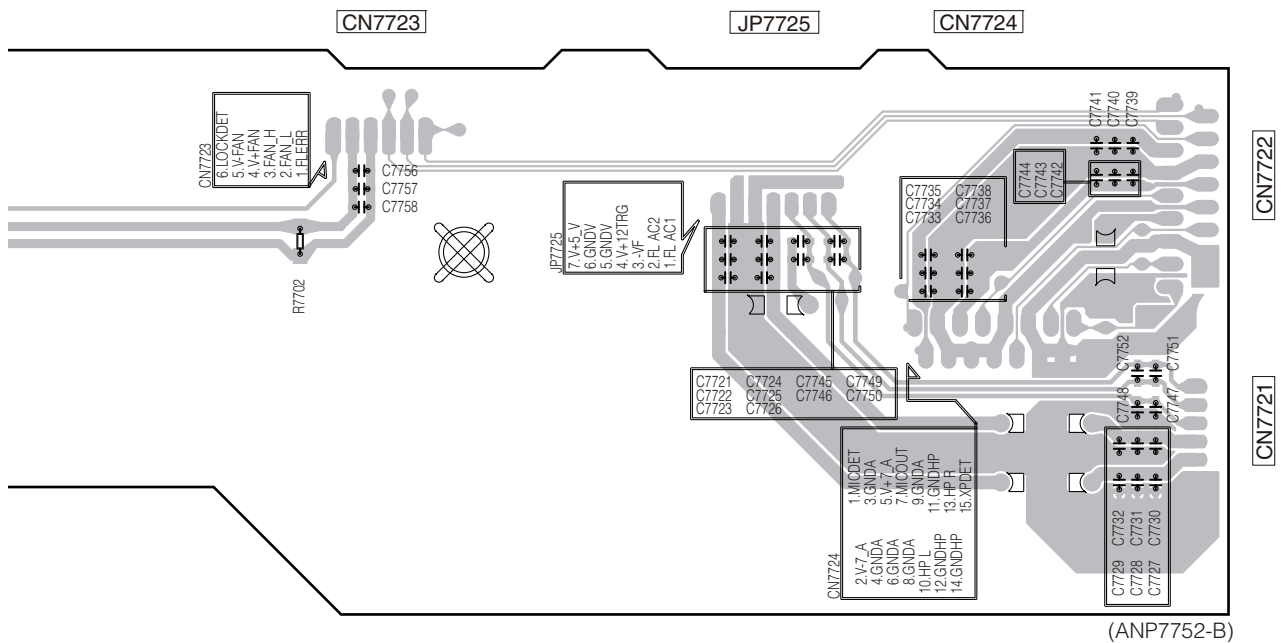 CN7723
JP7725
CN7724
CN7722
CN7721
CN7723
6.LOCKDET
5.V-FAN
4.V+FAN
3.FAN_H
2.FAN_L
1.FLERR
C7756
C7757
C7758
R7702
JP7725
7.V+5_V
6.GNDV
5.GNDV
4.V+12TRG
3.-VF
2.FL AC2
1.FL AC1
C7735 C7738
C7734 C7737
C7733 C7736
C7744
C7743
C7742
C7741
C7740
C7739
C7721 C7724 C7745 C7749
C7722 C7725 C7746 C7750
C7723 C7726
C7752
C7751
C7748
C7747
CN7724
1.MICDET
3.GNDA
5.V+7_A
7.MICOUT
9.GNDA
11.GNDHP
13.HP R
15.XPDET
2.V-7_A
4.GNDA
6.GNDA
8.GNDA
10.HP L
12.GNDHP
14.GNDHP
C7732
C7731
C7730
C7729
C7728
C7727
(ANP7752-B)